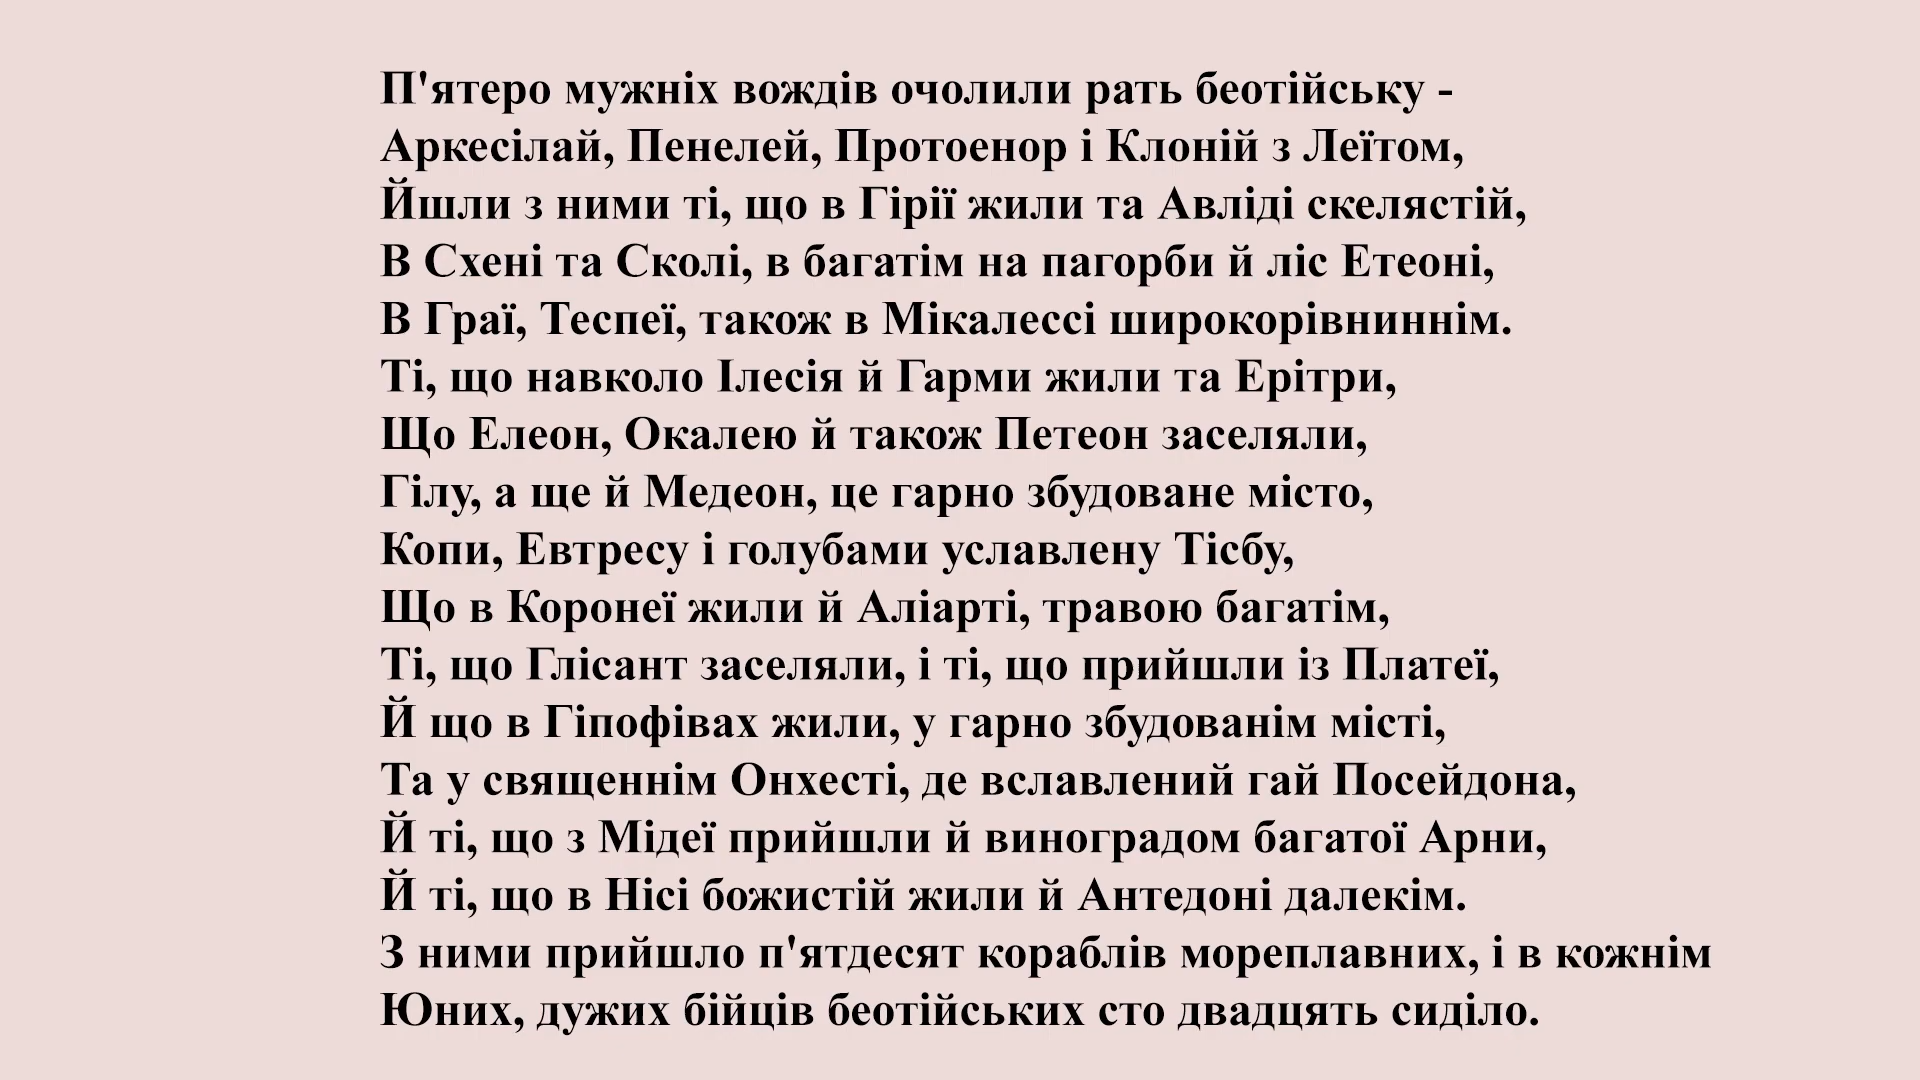 П'ятеро мужніх вождів очолили рать беотійську -
Аркесілай, Пенелей, Протоенор і Клоній з Леїтом,
Йшли з ними ті, що в Гірії жили та Авліді скелястій,
В Схені та Сколі, в багатім на пагорби й ліс Етеоні,
В Граї, Теспеї, також в Мікалессі широкорівниннім.
Ті, що навколо Ілесія й Гарми жили та Ерітри,
Що Елеон, Окалею й також Петеон заселяли,
Гілу, а ще й Медеон, це гарно збудоване місто,
Копи, Евтресу і голубами уславлену Тісбу,
Що в Коронеї жили й Аліарті, травою багатім,
Ті, що Глісант заселяли, і ті, що прийшли із Платеї,
Й що в Гіпофівах жили, у гарно збудованім місті,
Та у священнім Онхесті, де вславлений гай Посейдона,
Й ті, що з Мідеї прийшли й виноградом багатої Арни,
Й ті, що в Нісі божистій жили й Антедоні далекім.
З ними прийшло п'ятдесят кораблів мореплавних, і в кожнім
Юних, дужих бійців беотійських сто двадцять сиділо.